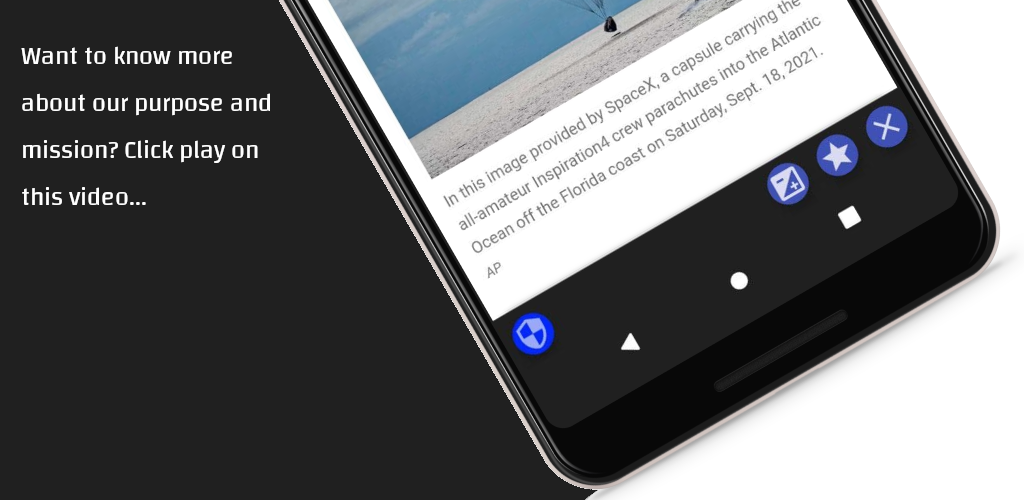 Want to know more
about our purpose and
mission? Click play on
this video...
In this image provided by SpaceX, a capsule carrying the
all-amateur Inspiration4 crew parachutes into the Atlantic
Ocean off the Florida coast on Saturday, Sept. 18, 2021.
AP